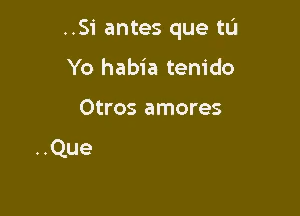 ..Si antes que tú
Yo habia tenido
Otros amores
..Que